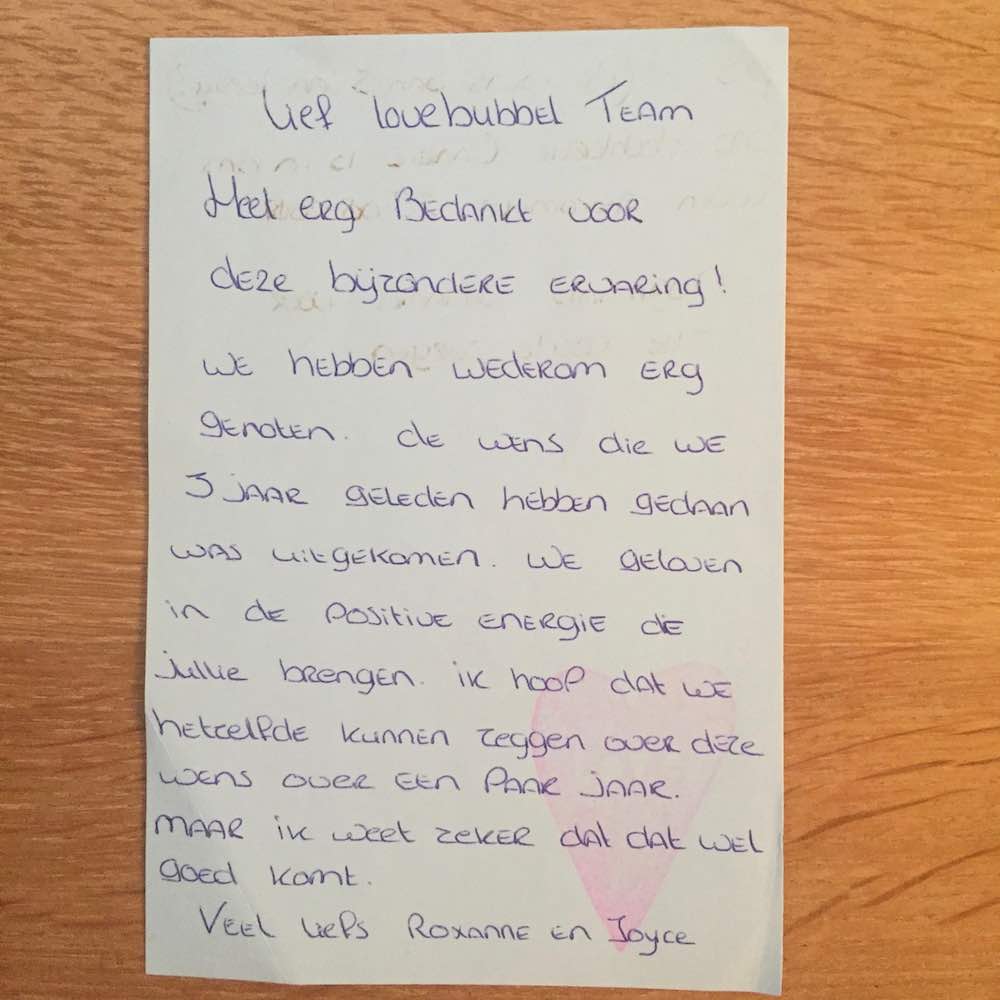 Lief lovebubbel Team
Heel erg Bedankt voor
deze bijzondere ervaring!
we hebben wederom erg
genoten. de wens die we
3 jaar geleden hebben gedaan
was uitgekomen. we geloven
in de positive energie die
jullie brengen. ik hoop dat we
hetzelfde kunnen zeggen over deze
wens over een paar jaar.
maar ik weet zeker dat dat wel
goed komt.
Veel liefs Roxanne en Joyce